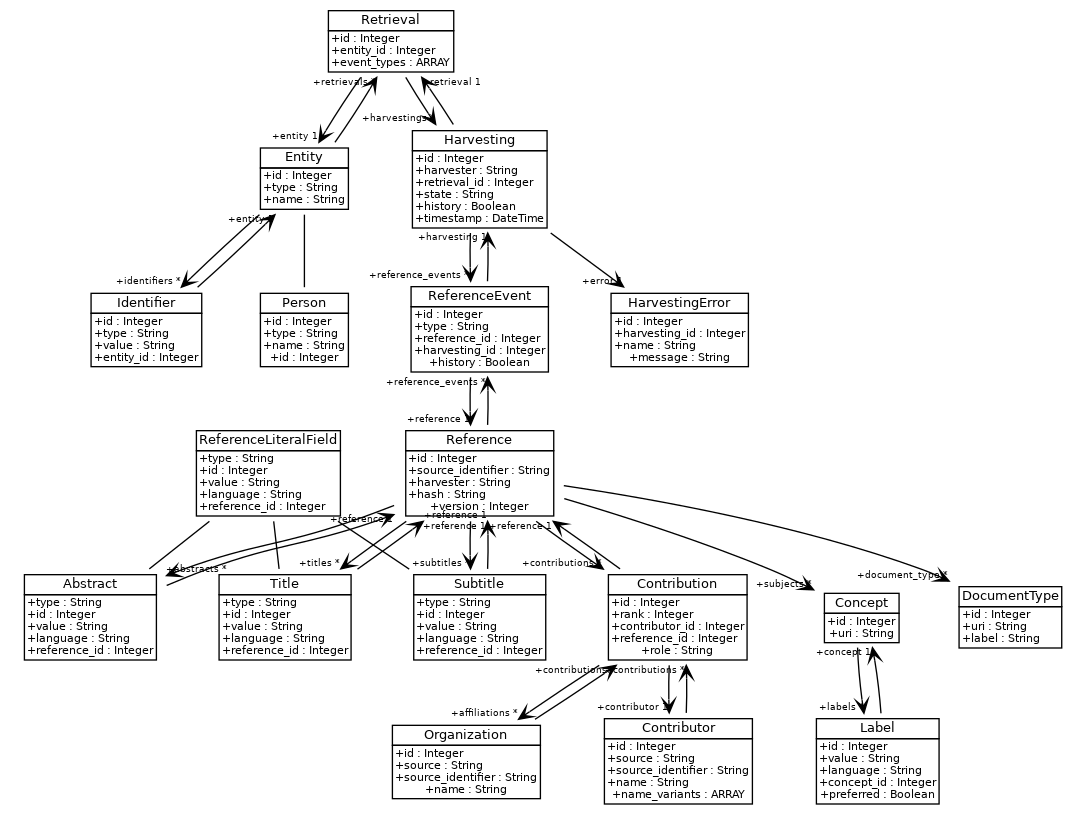 Retrieval
+id : Integer
+entity_id : Integer
+event_types : ARRAY
+retrievals
+retrieval 1
+harvestings
+entity 1
Harvesting
+id : Integer
+harvester : String
+retrieval_id : Integer
+state : String
+history : Boolean
+timestamp : DateTime
Entity
+id : Integer
+type : String
+name : String
+entity
+harvesting 1
+identifiers *
+reference_events
+error
Identifier
+id : Integer
+type : String
+value : String
+entity_id : Integer
Person
+id : Integer
+type : String
+name : String
+id : Integer
ReferenceEvent
+id : Integer
+type : String
+reference_id : Integer
+harvesting_id : Integer
+history : Boolean
HarvestingError
+id : Integer
+harvesting_id : Integer
+name : String
+message : String
+reference_events *
+reference
ReferenceLiteralField
+type : String
+id : Integer
+value : String
+language : String
+reference_id : Integer
Reference
+id : Integer
+source_identifier : String
+harvester : String
+hash : String
+version : Integer
+reference 1
+reference
+reference 1
+reference 1
+abstracts *
+titles *
+subtitles *
+contributions
+subjects
+document_type *
Abstract
+type : String
+id : Integer
+value : String
+language : String
+reference_id : Integer
Title
+type : String
+id : Integer
+value : String
+language : String
+reference_id : Integer
Subtitle
+type : String
+id : Integer
+value : String
+language : String
+reference_id : Integer
Contribution
+id : Integer
+rank : Integer
+contributor_id : Integer
+reference_id : Integer
+role : String
Concept
+id : Integer
+uri : String
DocumentType
+id : Integer
+uri : String
+label : String
+contributions
+contributions *
+concept 1
+affiliations *
+contributor
+labels
Organization
+id : Integer
+source : String
+source_identifier : String
+name : String
Contributor
+id : Integer
+source : String
+source_identifier : String
+name : String
+name_variants : ARRAY
Label
+id : Integer
+value : String
+language : String
+concept_id : Integer
+preferred : Boolean